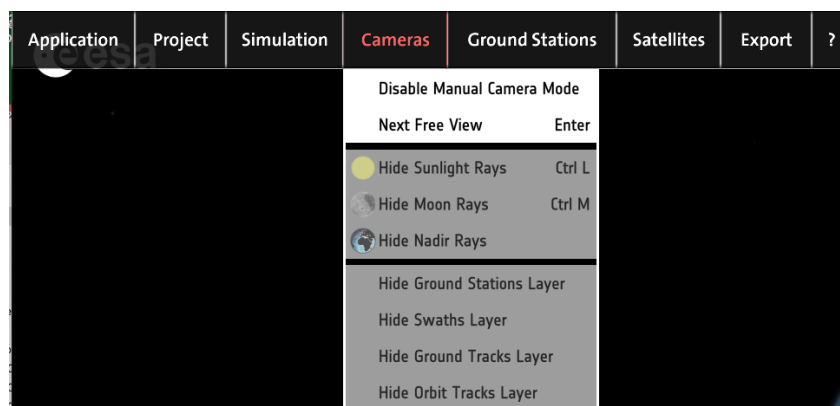 Application Project Simulation Cameras Ground Stations Satellites Export ?
esa
Disable Manual Camera Mode
Next Free View Enter
Hide Sunlight Rays Ctrl L
Hide Moon Rays Ctrl M
Hide Nadir Rays
Hide Ground Stations Layer
Hide Swaths Layer
Hide Ground Tracks Layer
Hide Orbit Tracks Layer